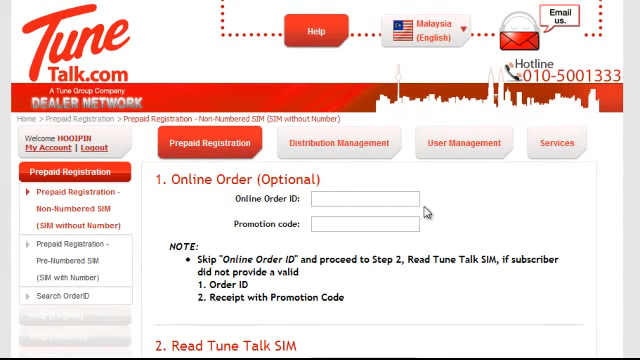 Tune
Talk.com
A Tune Group Company
DEALER NETWORK
Help
Malaysia
(English)
Email
us.
Hotline
010-5001333
Home > Prepaid Registration > Prepaid Registration - Non-Numbered SIM (SIM without Number)
Welcome HOOIPIN
My Account | Logout
Prepaid Registration
Distribution Management
User Management
Services
Prepaid Registration
Prepaid Registration -
Non-Numbered SIM
(SIM without Number)
Prepaid Registration -
Pre-Numbered SIM
(SIM with Number)
Search OrderID
Help (English)
1. Online Order (Optional)
Online Order ID:
Promotion code:
NOTE:
• Skip "Online Order ID" and proceed to Step 2, Read Tune Talk SIM, if subscriber
did not provide a valid
1. Order ID
2. Receipt with Promotion Code
2. Read Tune Talk SIM